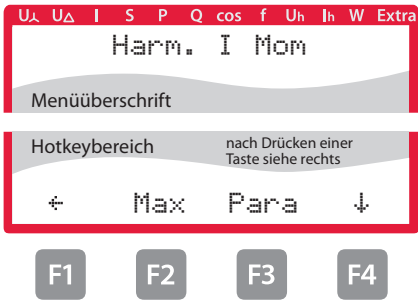 U⅄ U△ I S P Q cos f Uh Ih W Extra
Harm. I Mom
Menüüberschrift
Hotkeybereich nach Drücken einer
Taste siehe rechts
← Max Para ↓
F1 F2 F3 F4